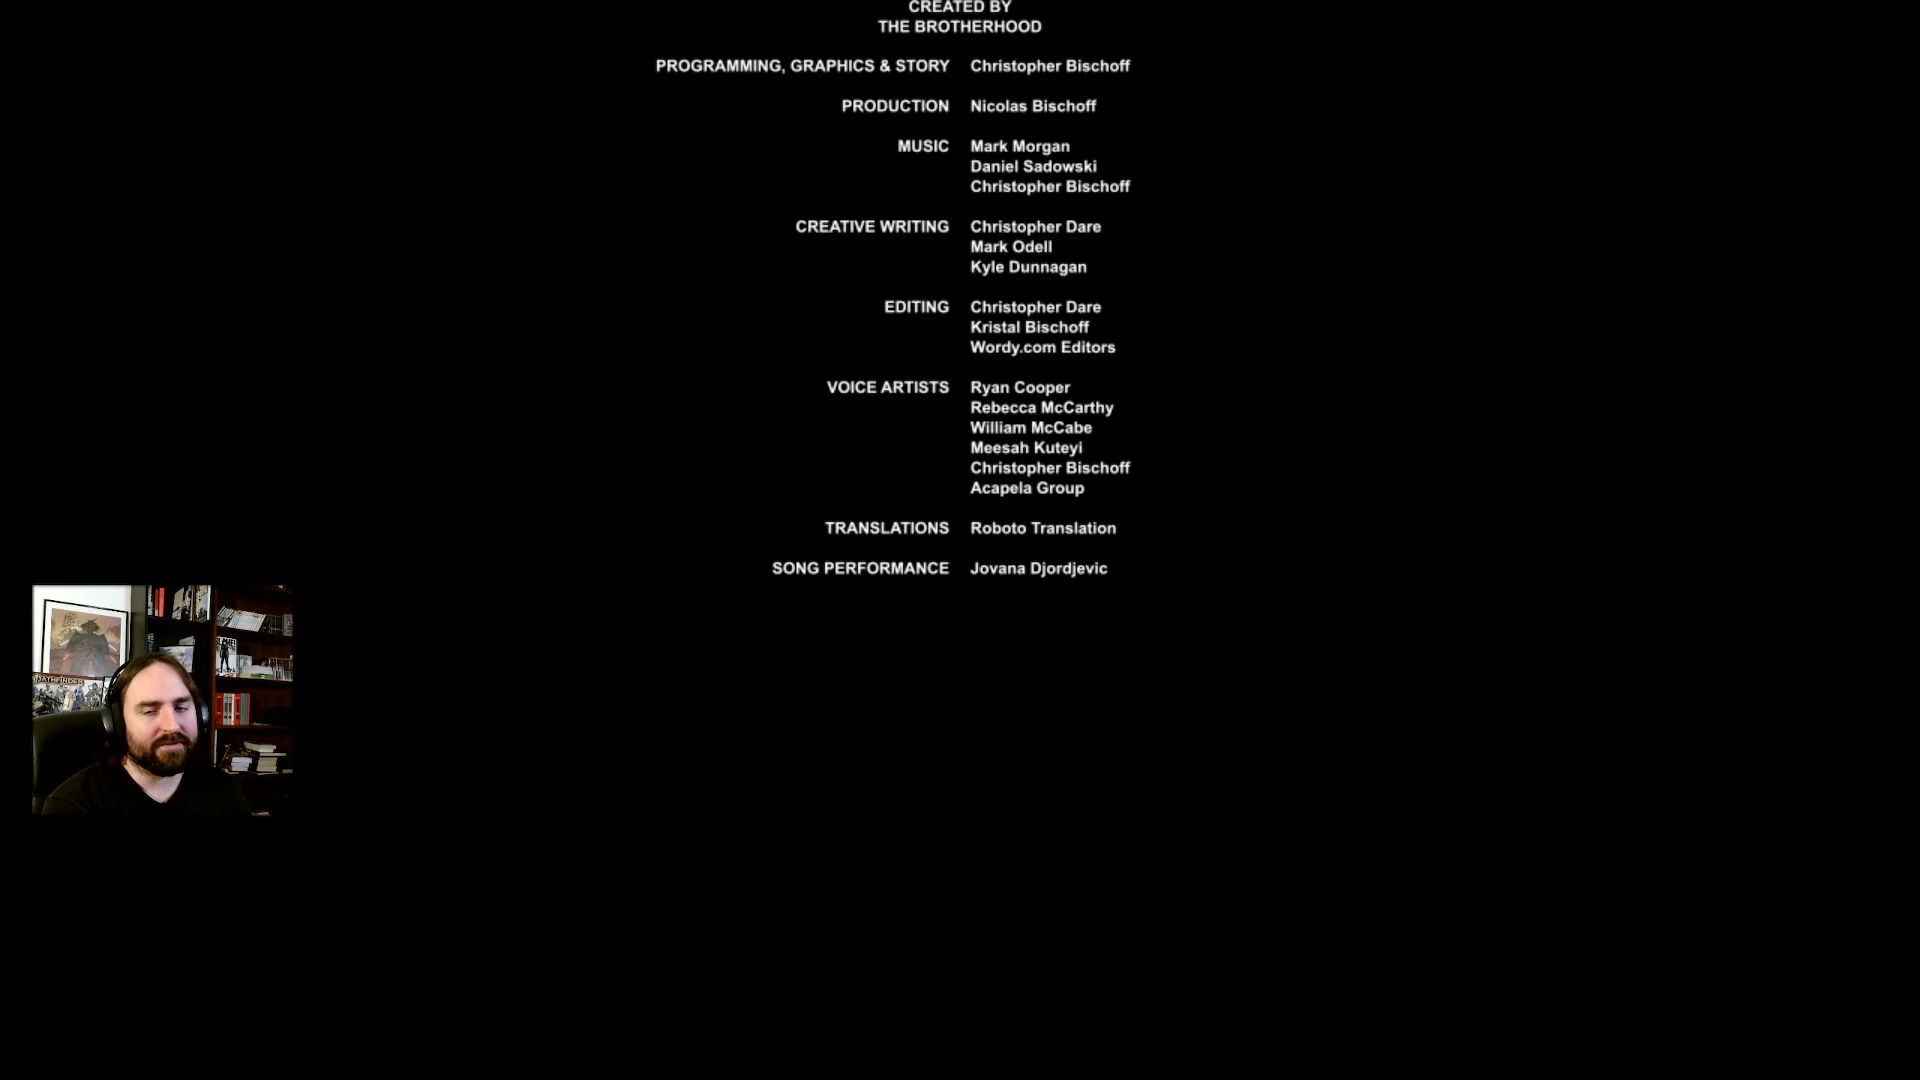 CREATED BY
THE BROTHERHOOD
PROGRAMMING, GRAPHICS & STORY Christopher Bischoff
PRODUCTION Nicolas Bischoff
MUSIC Mark Morgan
Daniel Sadowski
Christopher Bischoff
CREATIVE WRITING Christopher Dare
Mark Odell
Kyle Dunnagan
EDITING Christopher Dare
Kristal Bischoff
Wordy.com Editors
VOICE ARTISTS Ryan Cooper
Rebecca McCarthy
William McCabe
Meesah Kuteyi
Christopher Bischoff
Acapela Group
TRANSLATIONS Roboto Translation
SONG PERFORMANCE Jovana Djordjevic
BLAME!
PATHFINDER